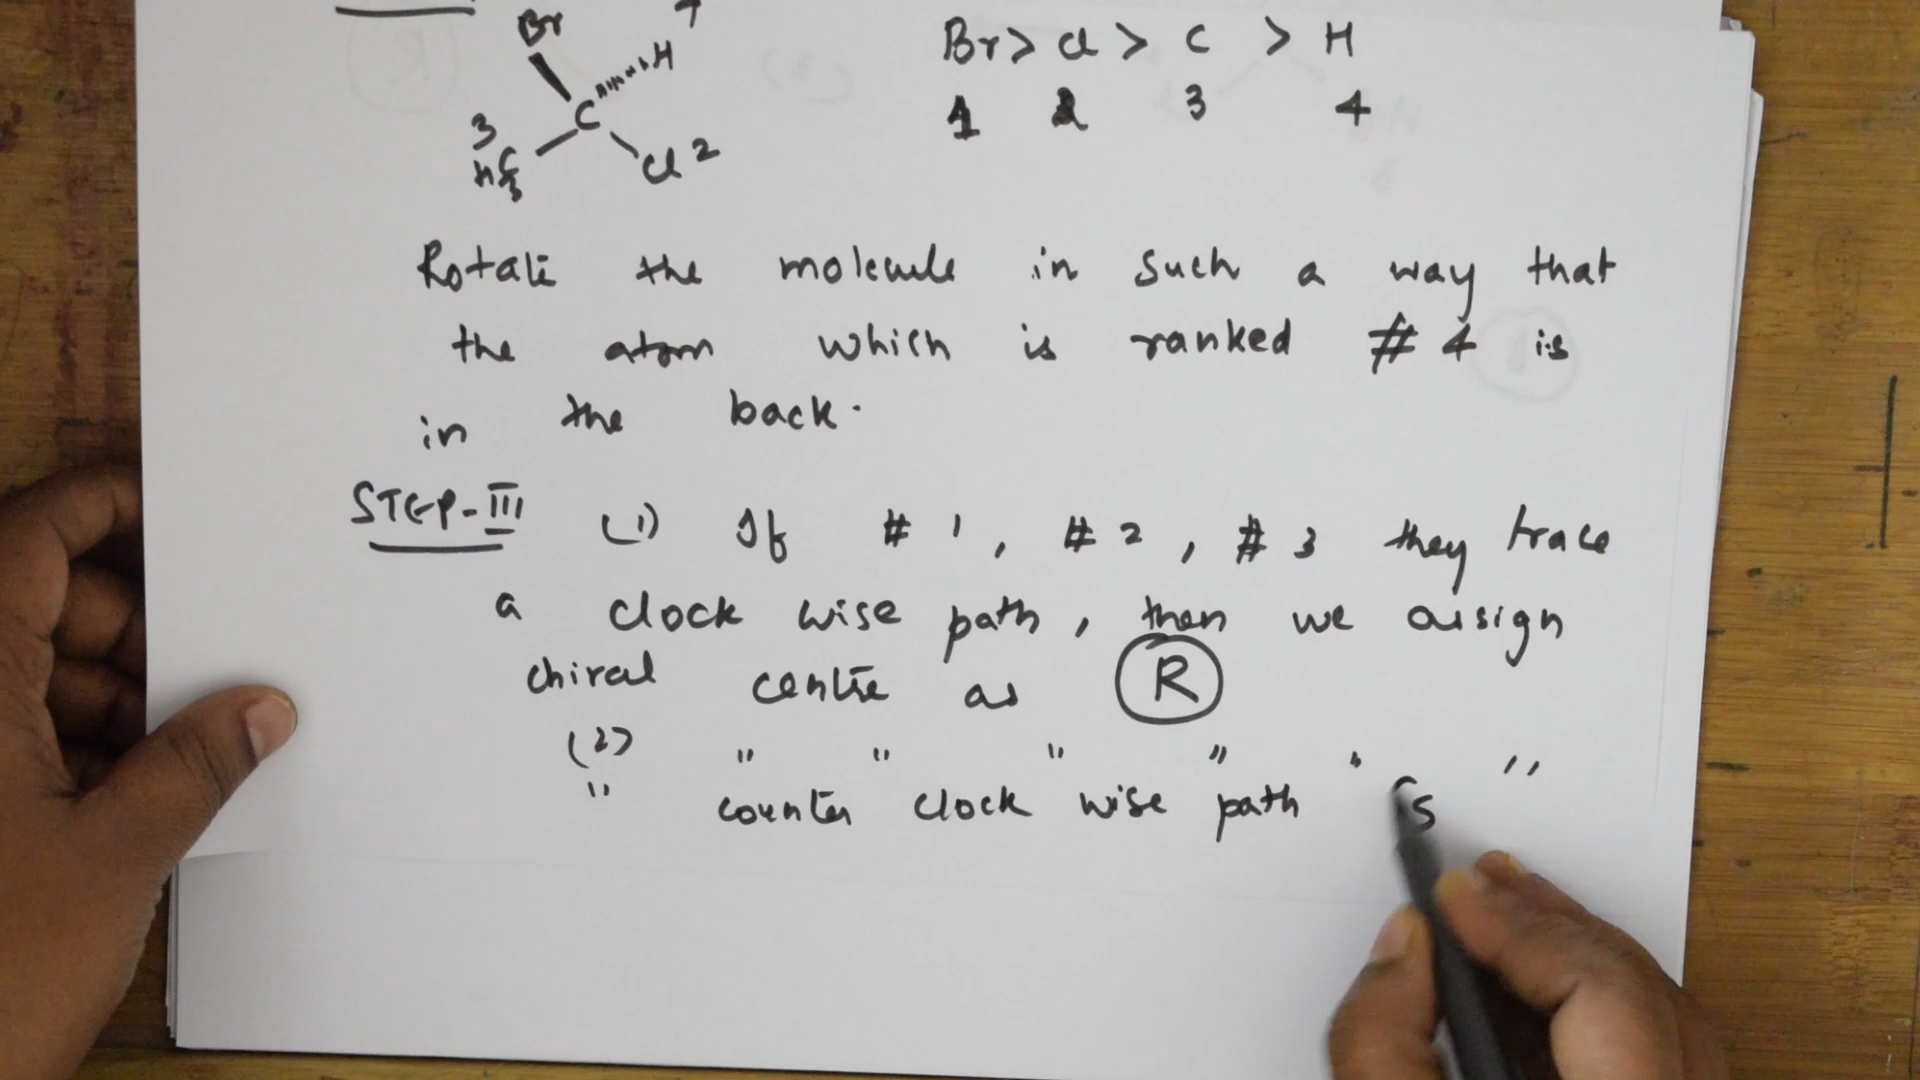 Br
H
Br > Cl > C > H
C
1 2 3 4
3
H3C
Cl 2
Rotate the molecule in such a way that
the atom which is ranked # 4 is
in the back.
STEP-III (1) If # 1, # 2, # 3 they trace
a clock wise path, then we assign
chiral centre as R
(2) " " " " " "
" counter clock wise path " S